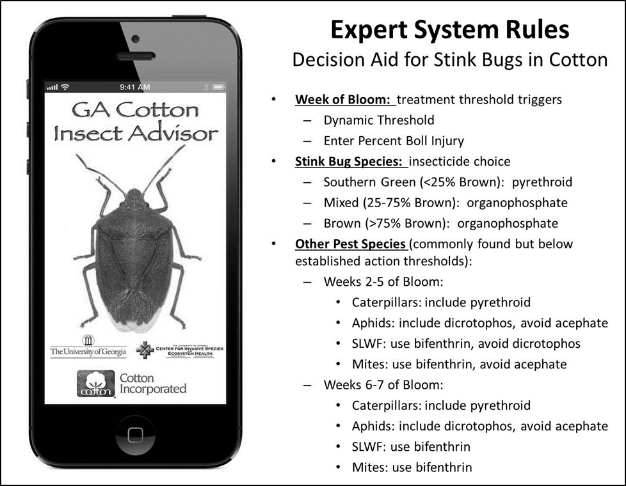 Expert System Rules
Decision Aid for Stink Bugs in Cotton
9:41 AM
GA Cotton
Insect Advisor
The University of Georgia
CENTER FOR INVASIVE SPECIES
ECOSYSTEM HEALTH
Cotton
Incorporated
COTTON
• Week of Bloom: treatment threshold triggers
– Dynamic Threshold
– Enter Percent Boll Injury
• Stink Bug Species: insecticide choice
– Southern Green (<25% Brown): pyrethroid
– Mixed (25-75% Brown): organophosphate
– Brown (>75% Brown): organophosphate
• Other Pest Species (commonly found but below
established action thresholds):
– Weeks 2-5 of Bloom:
• Caterpillars: include pyrethroid
• Aphids: include dicrotophos, avoid acephate
• SLWF: use bifenthrin, avoid dicrotophos
• Mites: use bifenthrin, avoid acephate
– Weeks 6-7 of Bloom:
• Caterpillars: include pyrethroid
• Aphids: include dicrotophos, avoid acephate
• SLWF: use bifenthrin
• Mites: use bifenthrin